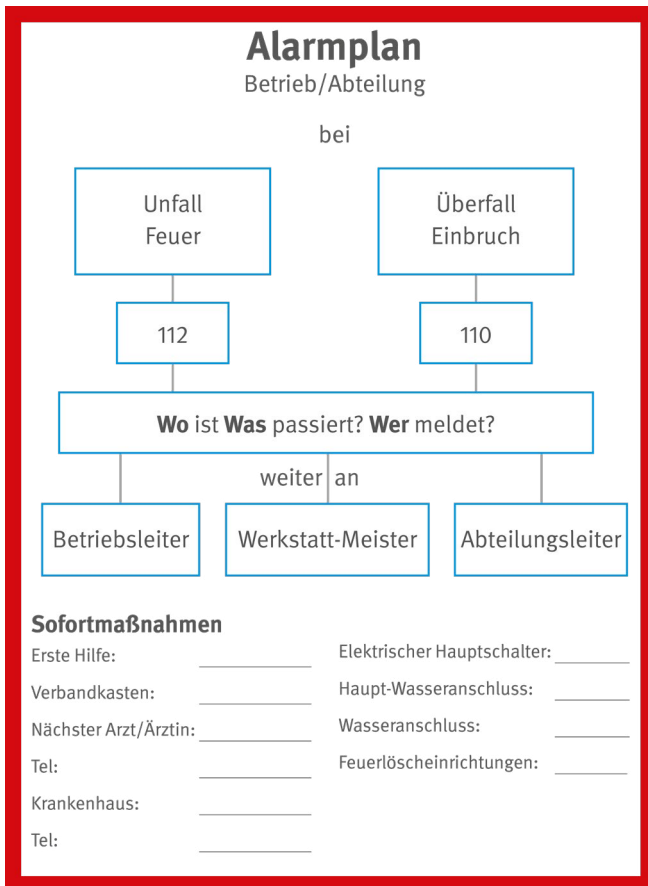 Alarmplan
Betrieb/Abteilung
bei
Unfall
Feuer
Überfall
Einbruch
112
110
Wo ist Was passiert? Wer meldet?
weiter an
Betriebsleiter
Werkstatt-Meister
Abteilungsleiter
Sofortmaßnahmen
Erste Hilfe:
Verbandkasten:
Nächster Arzt/Ärztin:
Tel:
Krankenhaus:
Tel:
Elektrischer Hauptschalter:
Haupt-Wasseranschluss:
Wasseranschluss:
Feuerlöscheinrichtungen: